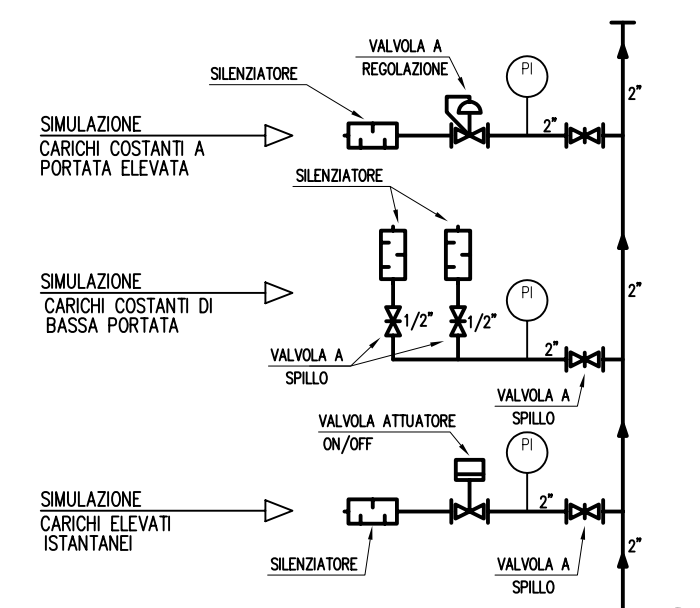 VALVOLA A
REGOLAZIONE
SILENZIATORE
PI
2"
SIMULAZIONE
CARICHI COSTANTI A
PORTATA ELEVATA
2"
SILENZIATORE
SIMULAZIONE
CARICHI COSTANTI DI
BASSA PORTATA
PI
2"
1/2"
1/2"
2"
VALVOLA A
SPILLO
VALVOLA A
SPILLO
VALVOLA ATTUATORE
ON/OFF
PI
SIMULAZIONE
CARICHI ELEVATI
ISTANTANEI
2"
2"
SILENZIATORE
VALVOLA A
SPILLO